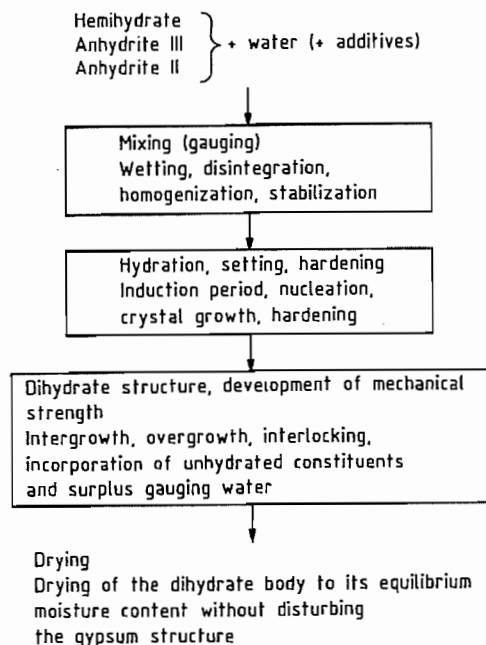 Hemihydrate
Anhydrite III
Anhydrite II
+ water (+ additives)
Mixing (gauging)
Wetting, disintegration,
homogenization, stabilization
Hydration, setting, hardening
Induction period, nucleation,
crystal growth, hardening
Dihydrate structure, development of mechanical
strength
Intergrowth, overgrowth, interlocking,
incorporation of unhydrated constituents
and surplus gauging water
Drying
Drying of the dihydrate body to its equilibrium
moisture content without disturbing
the gypsum structure